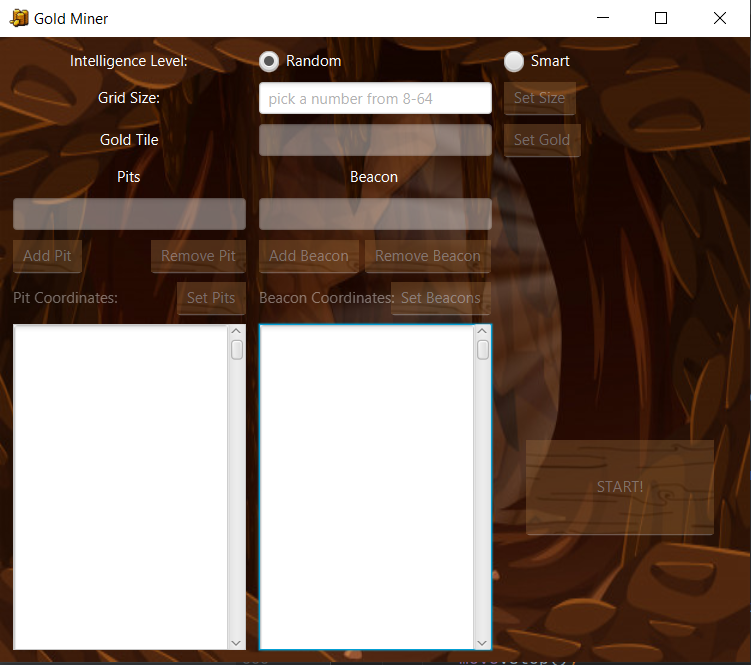 Gold Miner
Intelligence Level: Random Smart
Grid Size: pick a number from 8-64 Set Size
Gold Tile Set Gold
Pits Beacon
Add Pit Remove Pit Add Beacon Remove Beacon
Pit Coordinates: Set Pits Beacon Coordinates: Set Beacons
START!